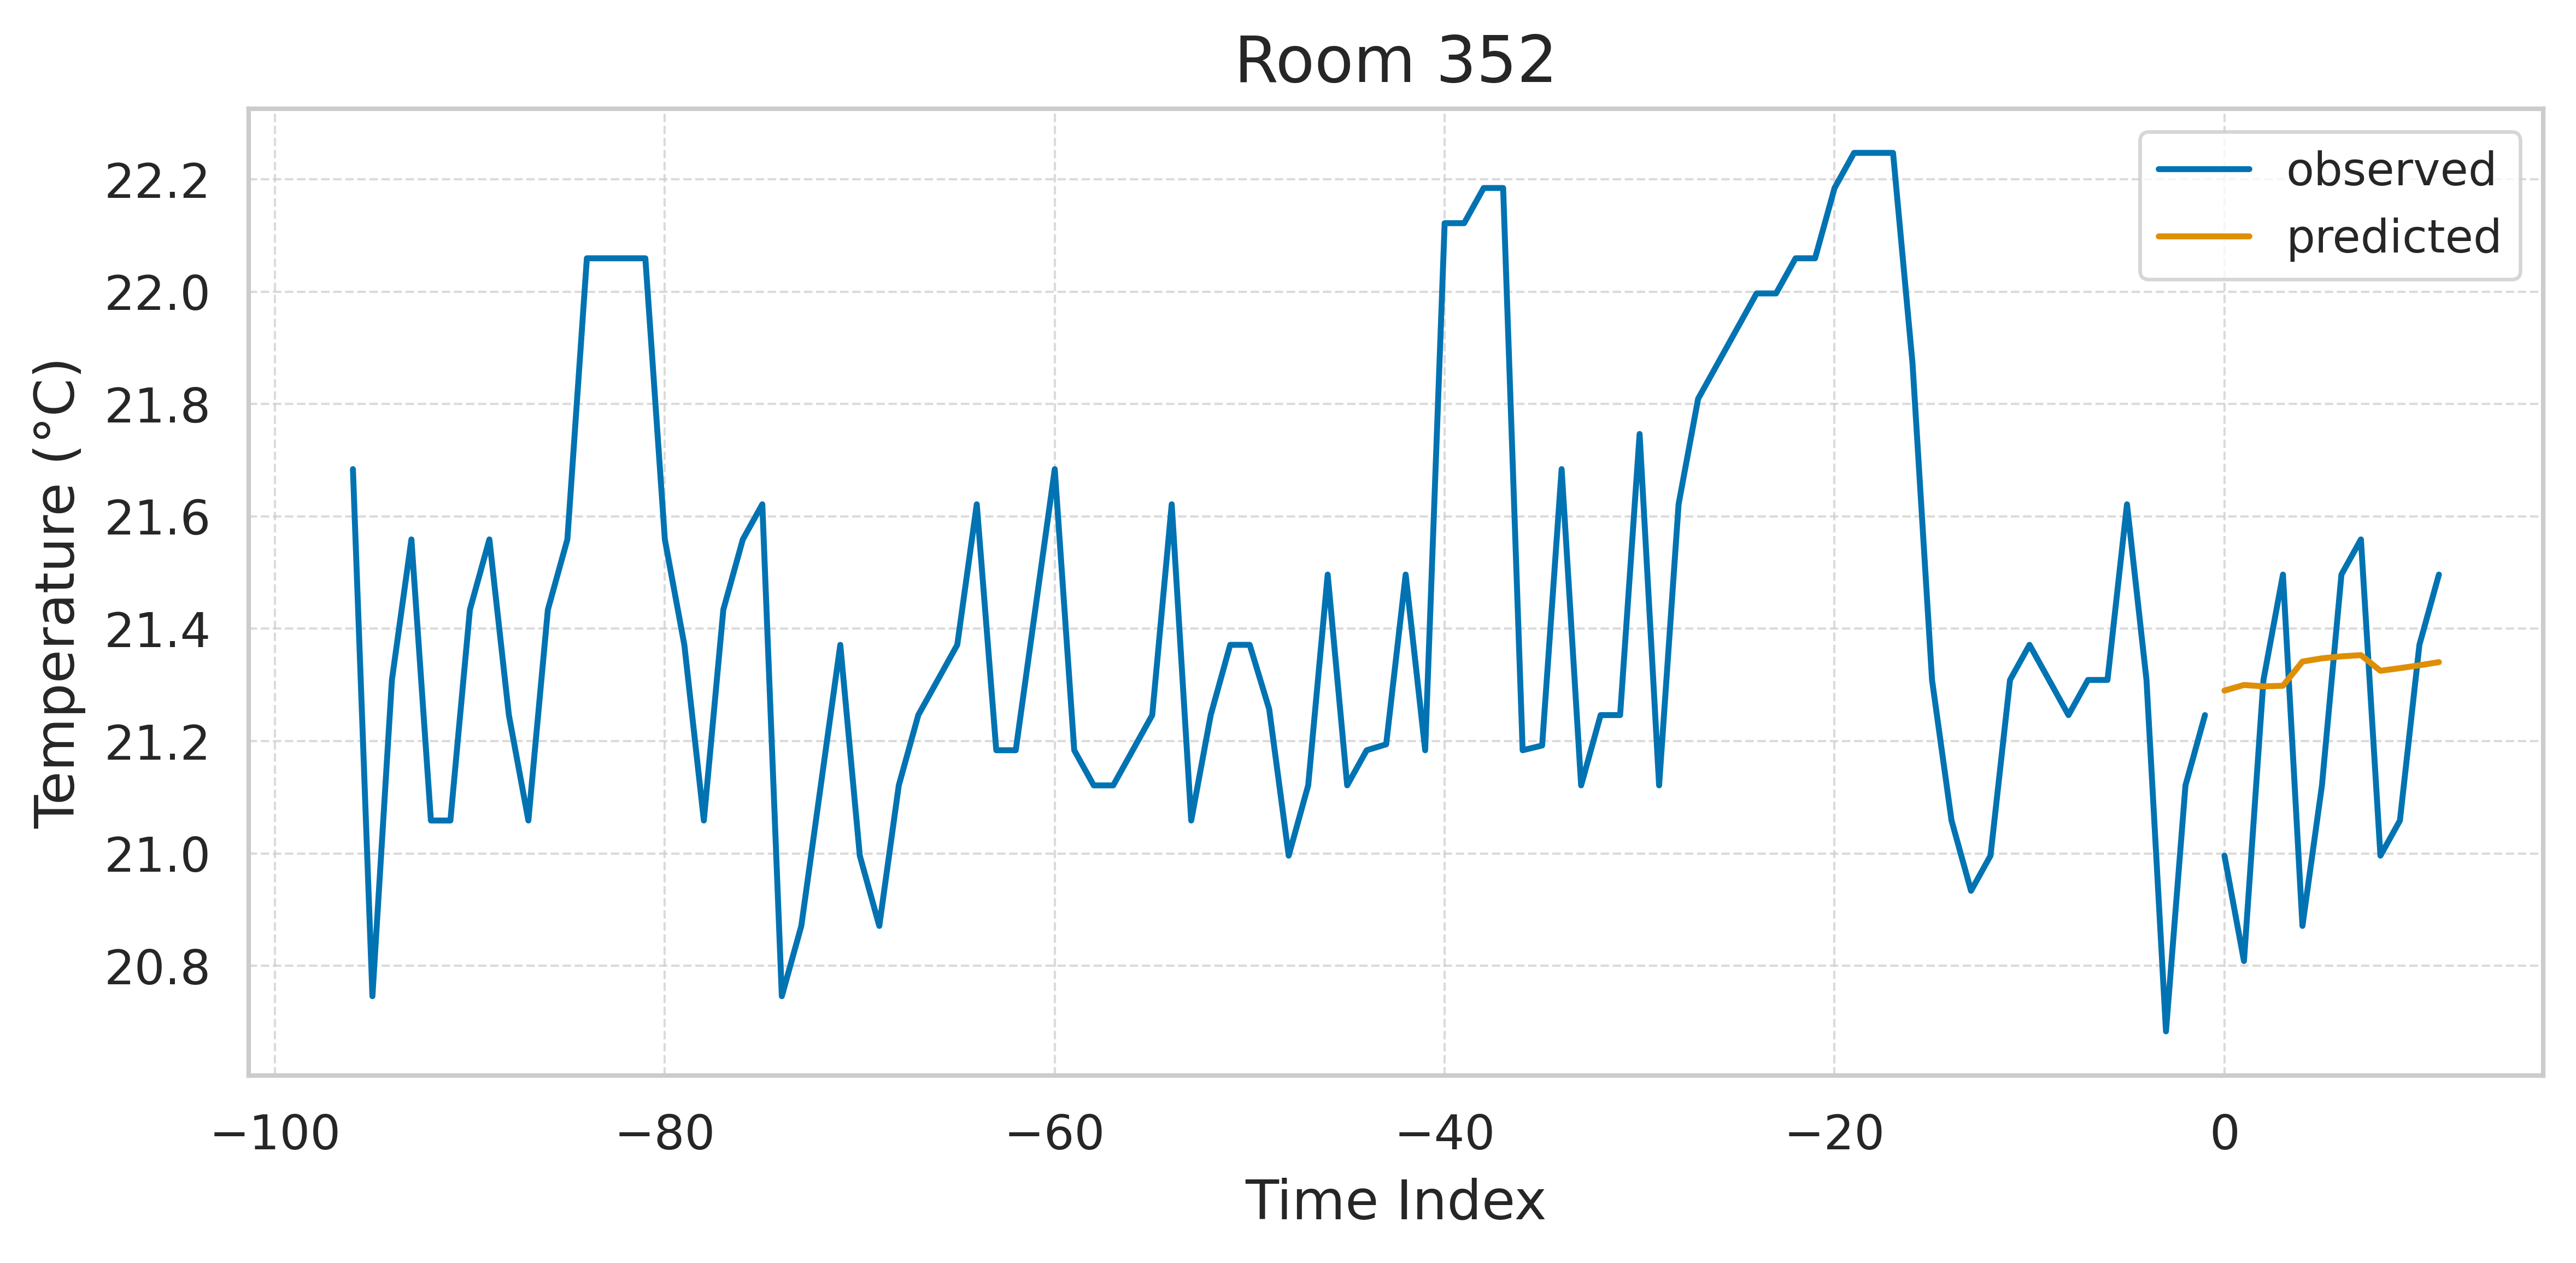 Room 352
observed
predicted
Temperature (°C)
22.2
22.0
21.8
21.6
21.4
21.2
21.0
20.8
−100 −80 −60 −40 −20 0
Time Index